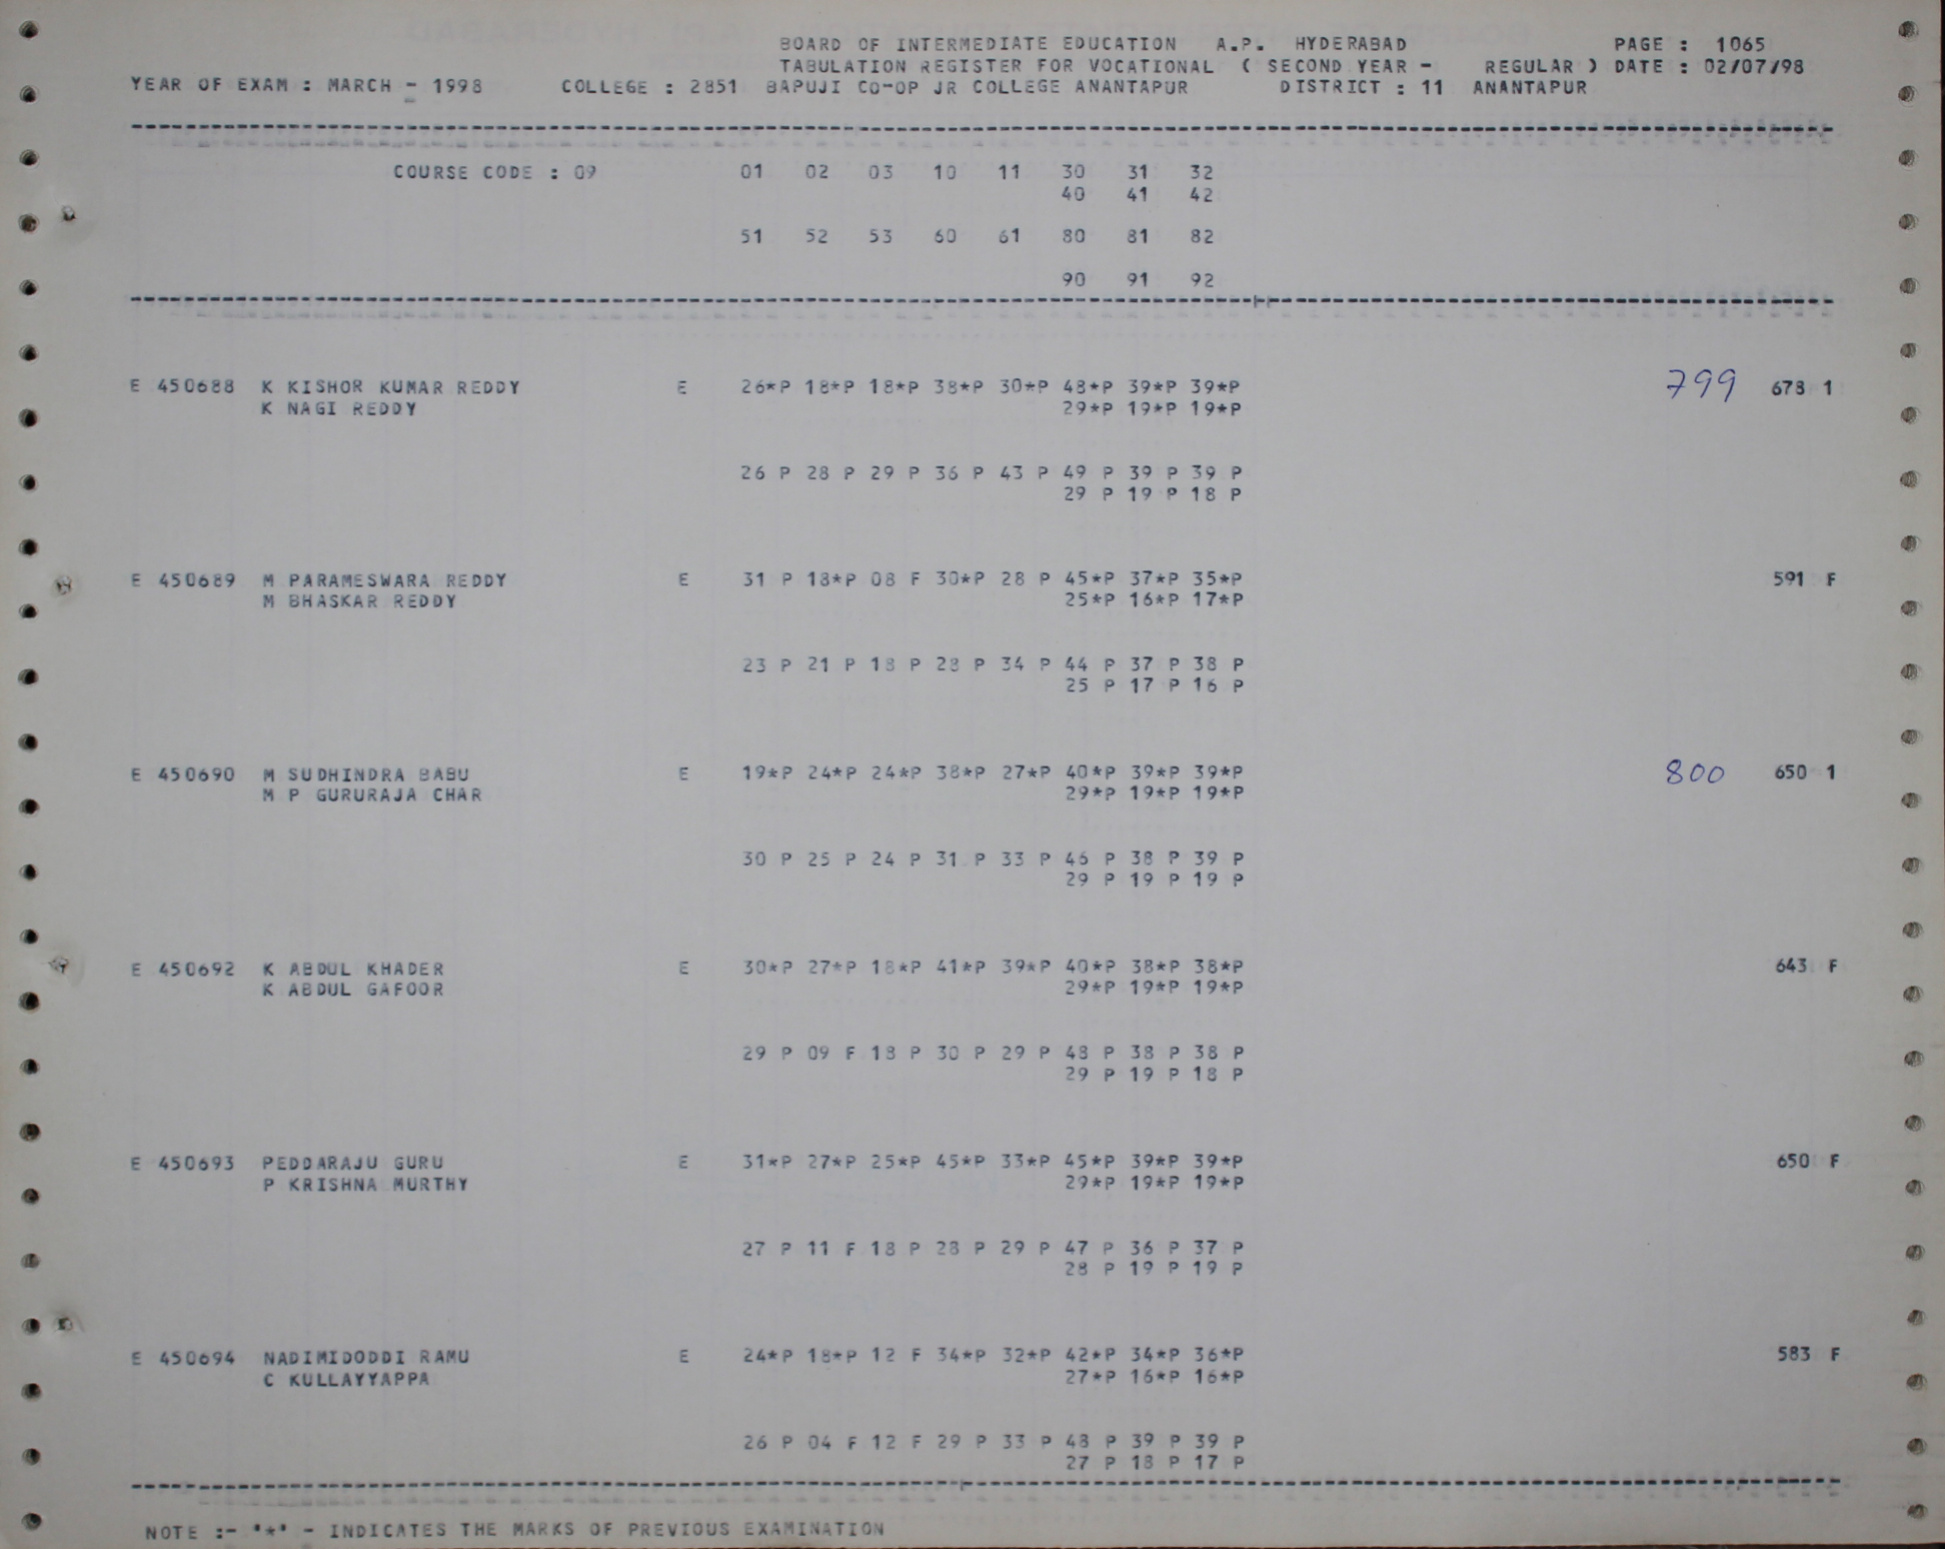 BOARD OF INTERMEDIATE EDUCATION A.P. HYDERABAD PAGE : 1065
TABULATION REGISTER FOR VOCATIONAL ( SECOND YEAR - REGULAR ) DATE : 02/07/98
YEAR OF EXAM : MARCH - 1998 COLLEGE : 2851 BAPUJI CO-OP JR COLLEGE ANANTAPUR DISTRICT : 11 ANANTAPUR
COURSE CODE : 09 01 02 03 10 11 30 31 32
40 41 42
51 52 53 60 61 80 81 82
90 91 92
E 450688 K KISHOR KUMAR REDDY E 26*P 18*P 18*P 38*P 30*P 48*P 39*P 39*P 799 678 1
K NAGI REDDY 29*P 19*P 19*P
26 P 28 P 29 P 36 P 43 P 49 P 39 P 39 P
29 P 19 P 18 P
E 450689 M PARAMESWARA REDDY E 31 P 18*P 08 F 30*P 28 P 45*P 37*P 35*P 591 F
M BHASKAR REDDY 25*P 16*P 17*P
23 P 21 P 18 P 28 P 34 P 44 P 37 P 38 P
25 P 17 P 16 P
E 450690 M SUDHINDRA BABU E 19*P 24*P 24*P 38*P 27*P 40*P 39*P 39*P 800 650 1
M P GURURAJA CHAR 29*P 19*P 19*P
30 P 25 P 24 P 31 P 33 P 46 P 38 P 39 P
29 P 19 P 19 P
E 450692 K ABDUL KHADER E 30*P 27*P 18*P 41*P 39*P 40*P 38*P 38*P 643 F
K ABDUL GAFOOR 29*P 19*P 19*P
29 P 09 F 18 P 30 P 29 P 48 P 38 P 38 P
29 P 19 P 18 P
E 450693 PEDDARAJU GURU E 31*P 27*P 25*P 45*P 33*P 45*P 39*P 39*P 650 F
P KRISHNA MURTHY 29*P 19*P 19*P
27 P 11 F 18 P 28 P 29 P 47 P 36 P 37 P
28 P 19 P 19 P
E 450694 NADIMIDODDI RAMU E 24*P 18*P 12 F 34*P 32*P 42*P 34*P 36*P 583 F
C KULLAYYAPPA 27*P 16*P 16*P
26 P 04 F 12 F 29 P 33 P 48 P 39 P 39 P
27 P 18 P 17 P
NOTE :- "*" - INDICATES THE MARKS OF PREVIOUS EXAMINATION